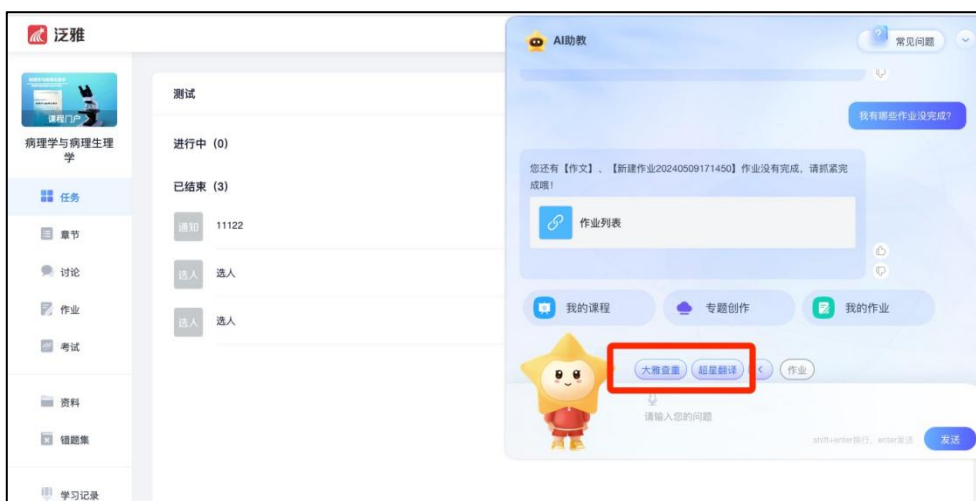 泛雅
课程门户 >
病理学与病理生理
学
任务
章节
讨论
作业
考试
资料
错题集
学习记录
测试
进行中（0）
已结束（3）
通知 11122
选人 选人
选人 选人
AI助教
常见问题
我有哪些作业没完成?
您还有【作文】、【新建作业20240509171450】作业没有完成，请抓紧完
成哦！
作业列表
我的课程
专题创作
我的作业
大雅查重 超星翻译 < 作业
请输入您的问题
shift+enter换行，enter发送 发送